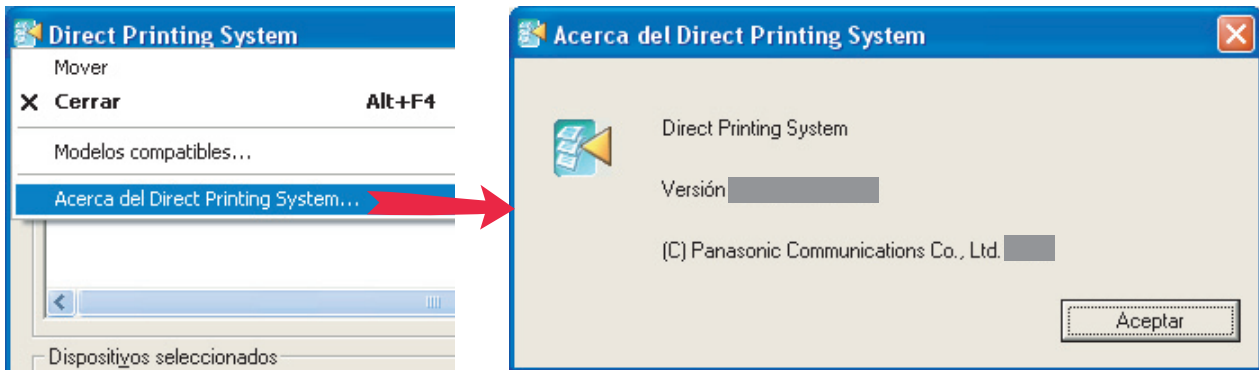 Direct Printing System
Mover
Cerrar Alt+F4
Modelos compatibles...
Acerca del Direct Printing System...
Dispositivos seleccionados
Acerca del Direct Printing System
Direct Printing System
Versión
(C) Panasonic Communications Co., Ltd.
Aceptar